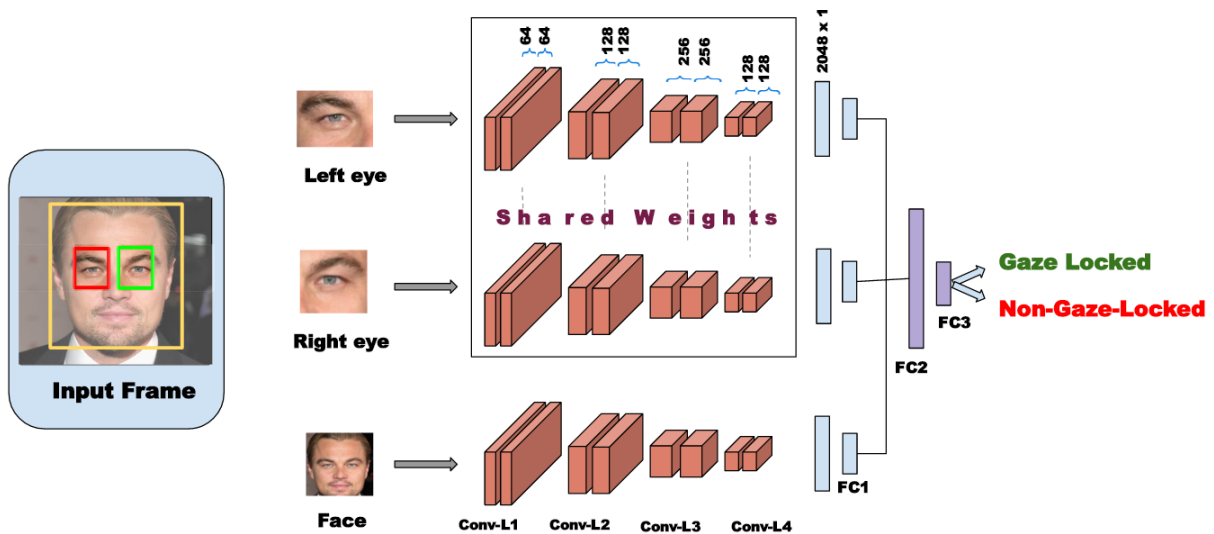 64 64
128 128
256 256
128 128
2048 x 1
Left eye
Shared Weights
Right eye
Input Frame
Face
Conv-L1
Conv-L2
Conv-L3
Conv-L4
FC1
FC2
FC3
Gaze Locked
Non-Gaze-Locked